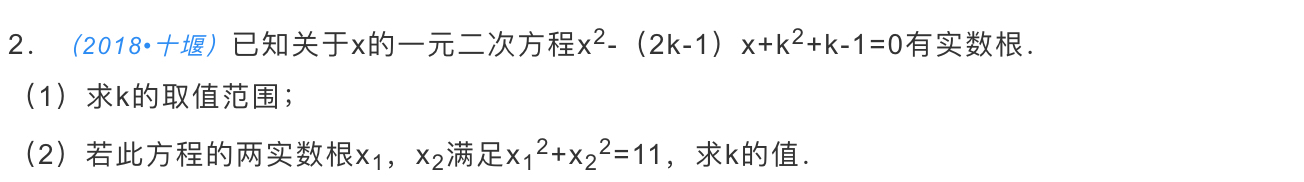 2. (2018•十堰)已知关于x的一元二次方程x²-(2k-1)x+k²+k-1=0有实数根.
(1)求k的取值范围;
(2)若此方程的两实数根x₁,x₂满足x₁²+x₂²=11,求k的值.